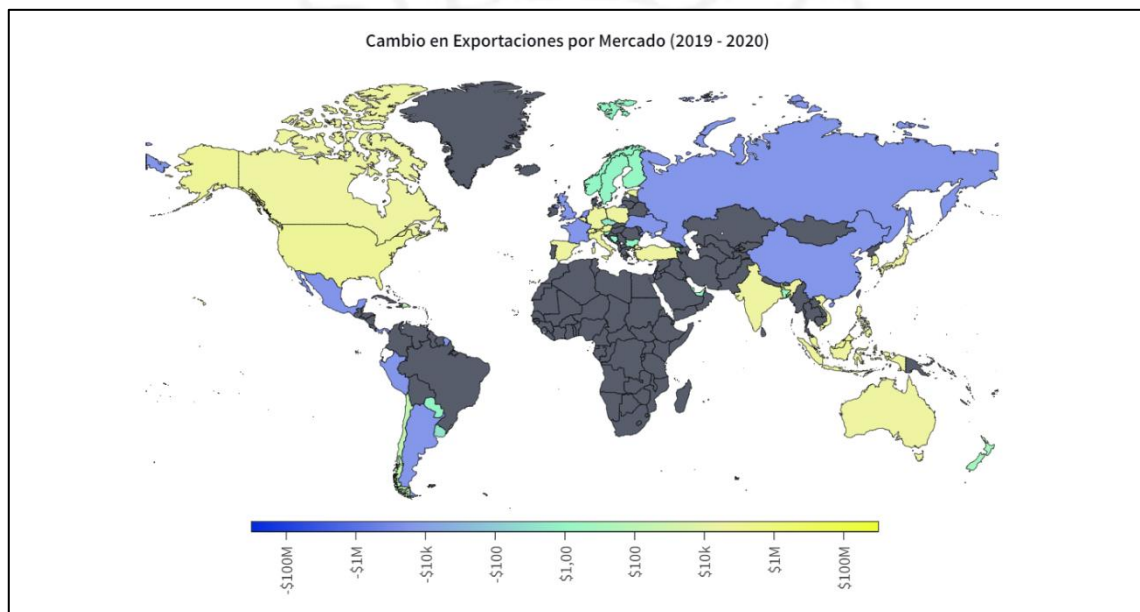 Cambio en Exportaciones por Mercado (2019 - 2020)
-$100M
-$1M
-$10k
-$100
$1,00
$100
$10k
$1M
$100M